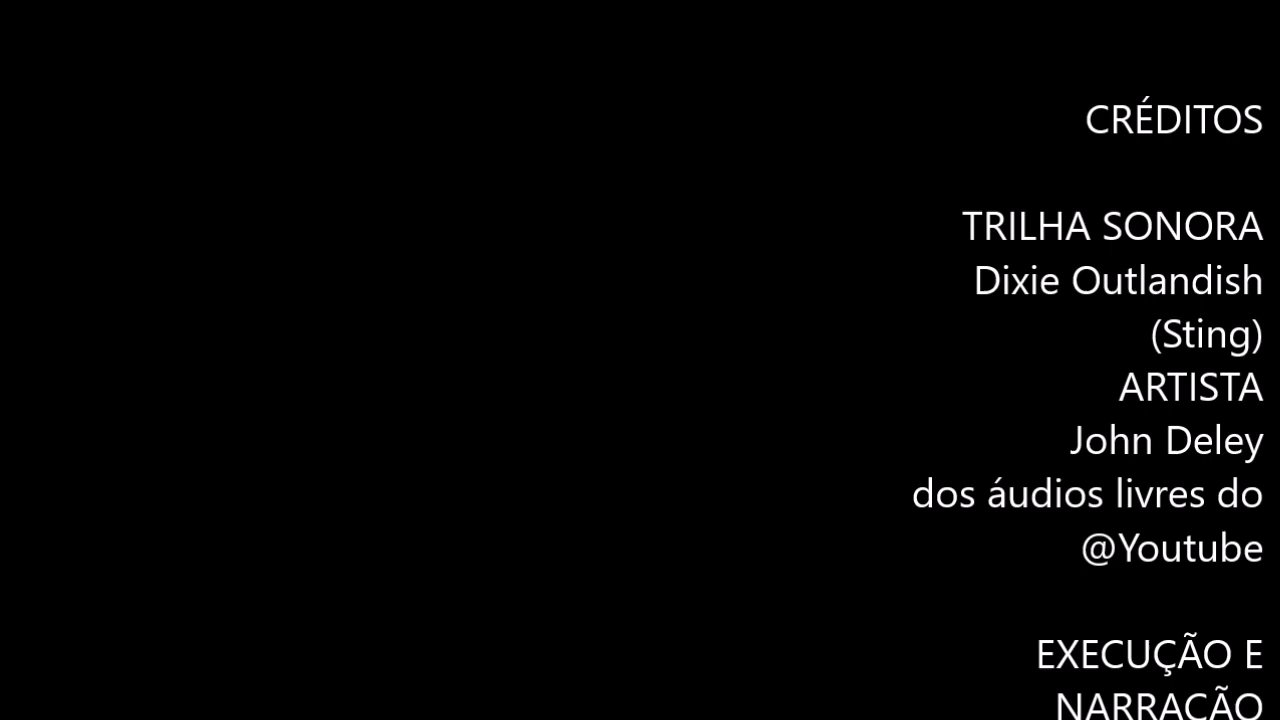 CRÉDITOS
TRILHA SONORA
Dixie Outlandish
(Sting)
ARTISTA
John Deley
dos áudios livres do
@Youtube
EXECUÇÃO E
NARRAÇÃO